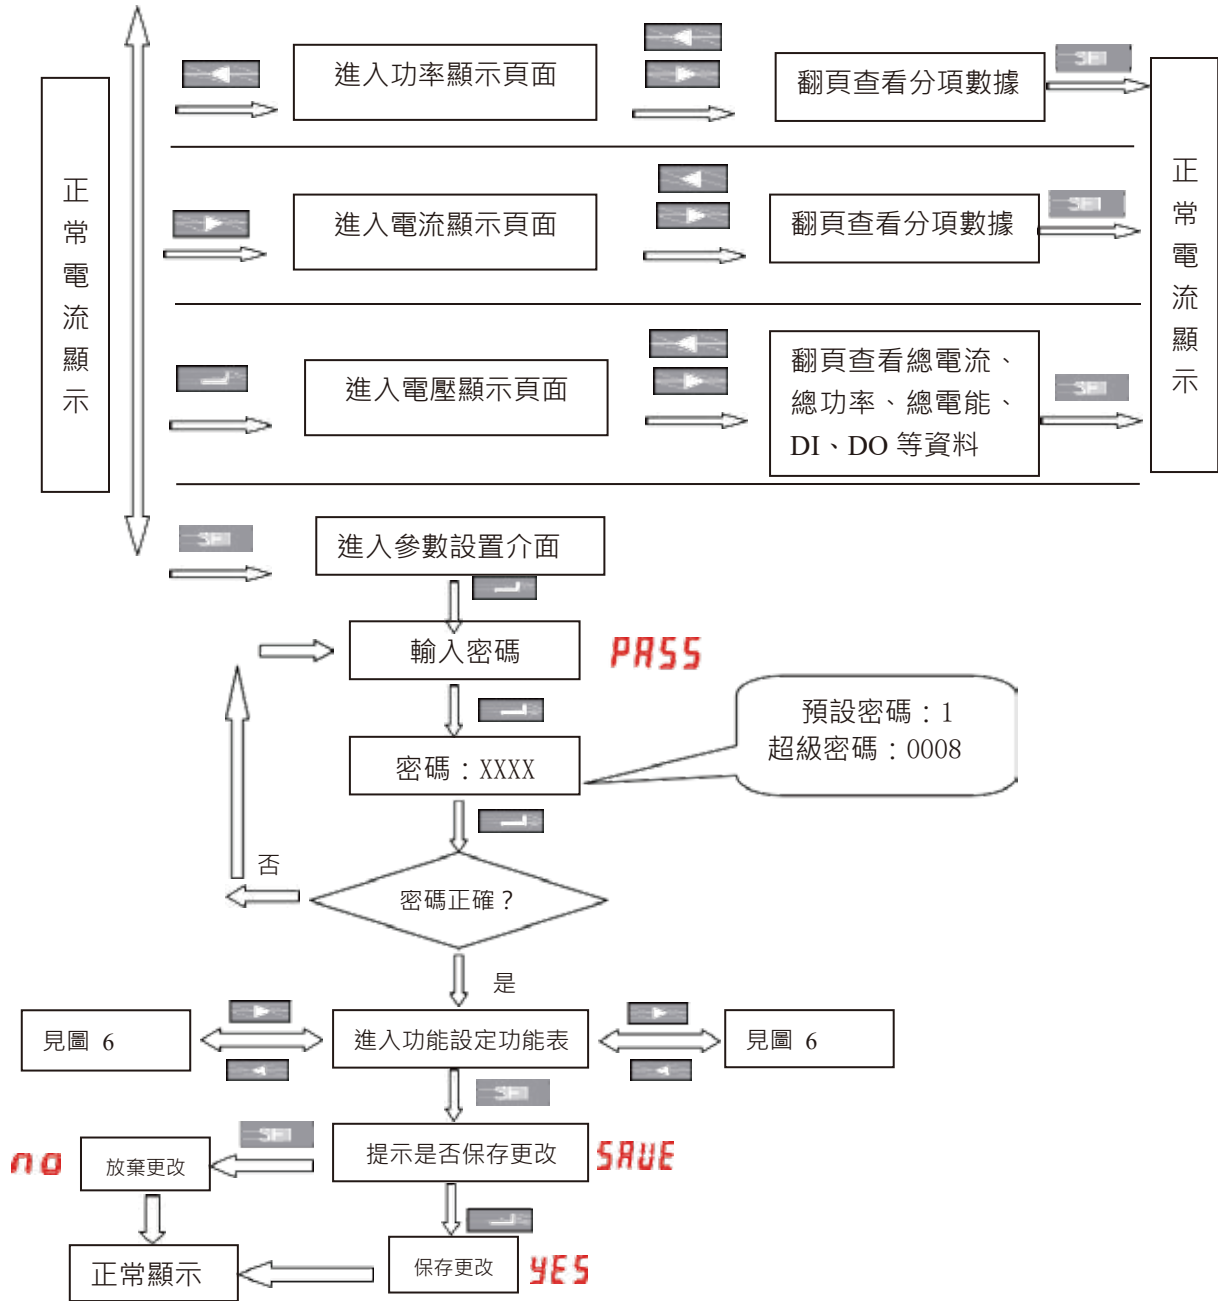 正常電流顯示
進入功率顯示頁面
翻頁查看分項數據
SET
正常電流顯示
進入電流顯示頁面
翻頁查看分項數據
SET
進入電壓顯示頁面
翻頁查看總電流、
總功率、總電能、
DI、DO 等資料
SET
SET
進入參數設置介面
輸入密碼
PASS
密碼：XXXX
預設密碼：1
超級密碼：0008
密碼正確？
否
是
見圖 6
進入功能設定功能表
見圖 6
SET
提示是否保存更改
SAVE
SET
no
放棄更改
正常顯示
保存更改
YES